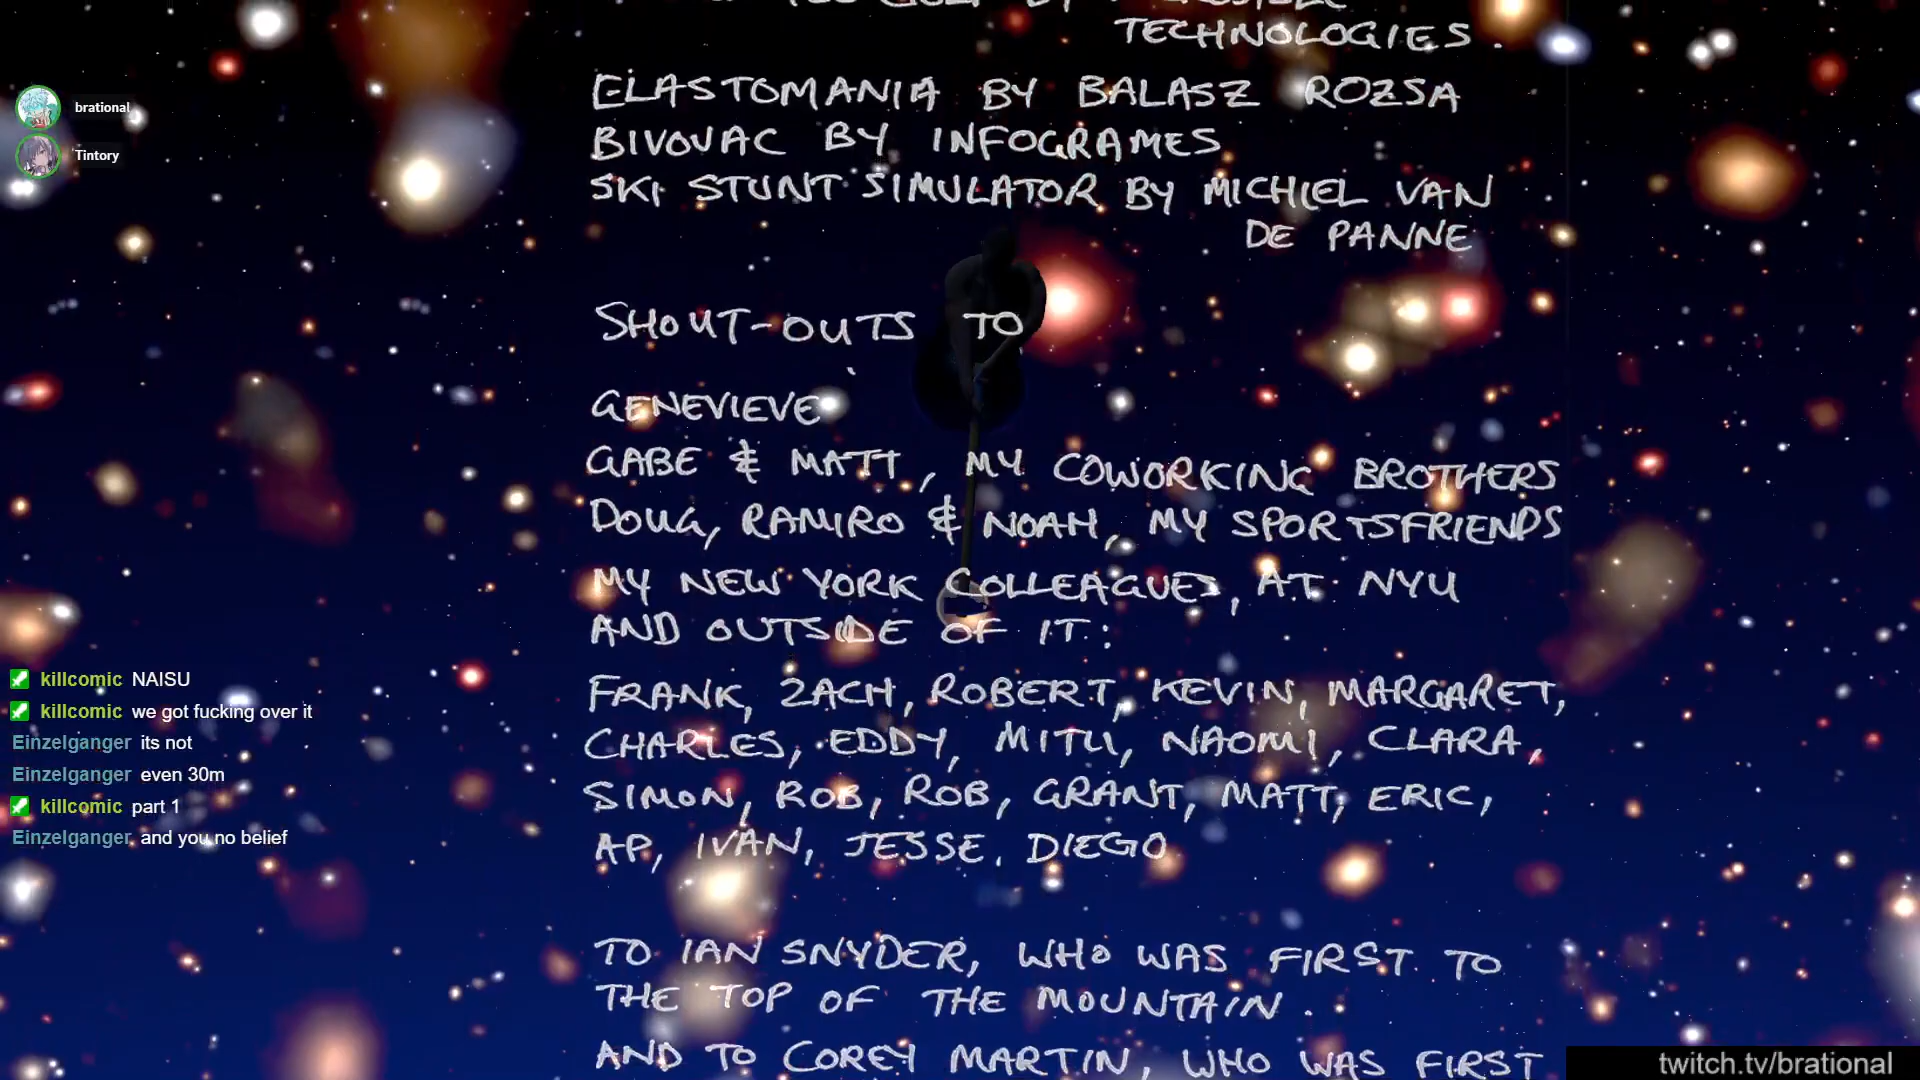 TECHNOLOGIES.
ELASTOMANIA BY BALASZ ROZSA
BIVOUAC BY INFOGRAMES
SKI STUNT SIMULATOR BY MICHIEL VAN
DE PANNE
SHOUT-OUTS TO
GENEVIEVE
GABE & MATT, MY COWORKING BROTHERS
DOUG, RAMIRO & NOAH, MY SPORTSFRIENDS
MY NEW YORK COLLEAGUES, AT NYU
AND OUTSIDE OF IT:
FRANK, ZACH, ROBERT, KEVIN, MARGARET,
CHARLES, EDDY, MITU, NAOMI, CLARA,
SIMON, ROB, ROB, GRANT, MATT, ERIC,
AP, IVAN, JESSE, DIEGO
TO IAN SNYDER, WHO WAS FIRST TO
THE TOP OF THE MOUNTAIN.
AND TO COREY MARTIN, WHO WAS FIRST
brational
Tintory
killcomic NAISU
killcomic we got fucking over it
Einzelganger its not
Einzelganger even 30m
killcomic part 1
Einzelganger and you no belief
twitch.tv/brational